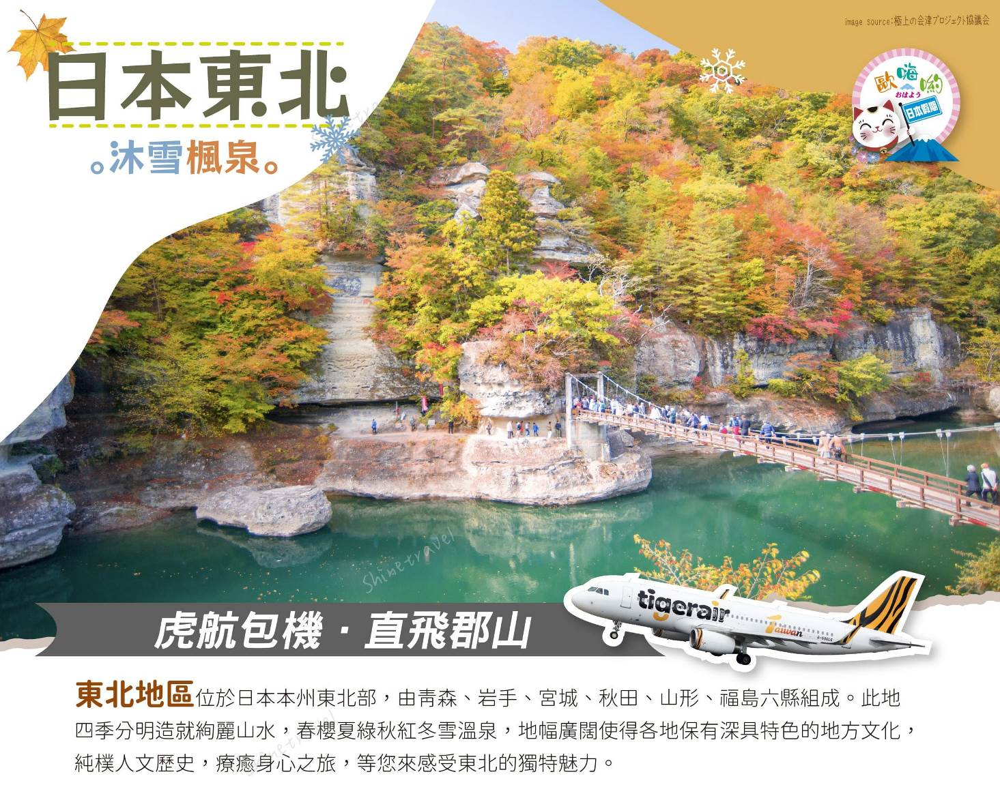 image source:極上の会津プロジェクト協議会
日本東北
。沐雪楓泉。
歐嗨喲
おはよう
日本假期
Shinetravel
虎航包機・直飛郡山
tigerair
Taiwan
東北地區位於日本本州東北部，由青森、岩手、宮城、秋田、山形、福島六縣組成。此地
四季分明造就絢麗山水，春櫻夏綠秋紅冬雪溫泉，地幅廣闊使得各地保有深具特色的地方文化，
純樸人文歷史，療癒身心之旅，等您來感受東北的獨特魅力。
Shinetravel